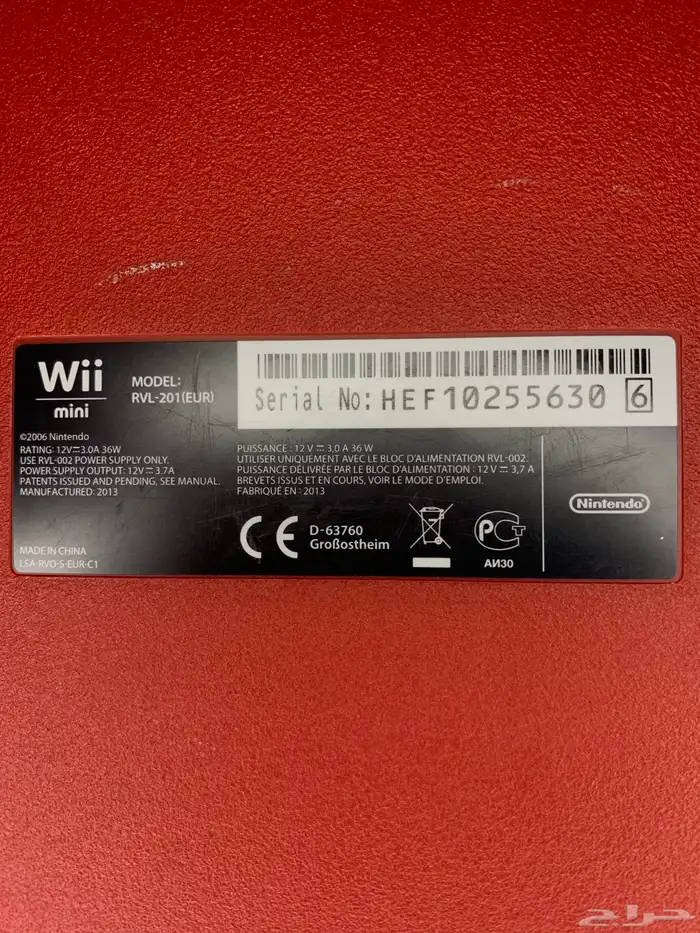 Wii
mini
MODEL:
RVL-201(EUR)
Serial No: HEF10255630 6
©2006 Nintendo
RATING: 12V⎓3.0A 36W
USE RVL-002 POWER SUPPLY ONLY.
POWER SUPPLY OUTPUT: 12V⎓3.7A
PATENTS ISSUED AND PENDING, SEE MANUAL.
MANUFACTURED: 2013
PUISSANCE : 12 V⎓3,0 A 36 W
UTILISER UNIQUEMENT AVEC LE BLOC D'ALIMENTATION RVL-002.
PUISSANCE DÉLIVRÉE PAR LE BLOC D'ALIMENTATION : 12 V⎓3,7 A
BREVETS ISSUS ET EN COURS, VOIR LE MODE D'EMPLOI.
FABRIQUÉ EN : 2013
MADE IN CHINA
LSA-RVO-S-EUR-C1
CE
D-63760
Großostheim
РСТ
АИ30
Nintendo
حراج